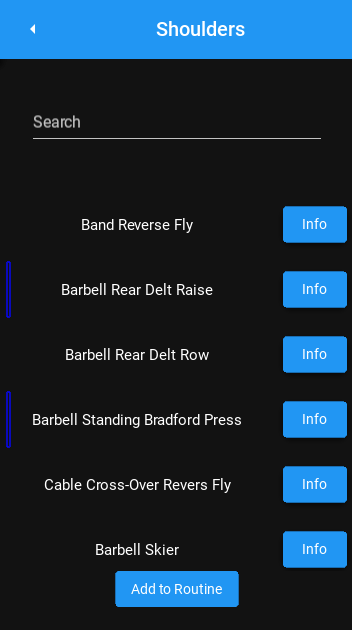 Shoulders
Search
Band Reverse Fly Info
Barbell Rear Delt Raise Info
Barbell Rear Delt Row Info
Barbell Standing Bradford Press Info
Cable Cross-Over Revers Fly Info
Barbell Skier Info
Add to Routine